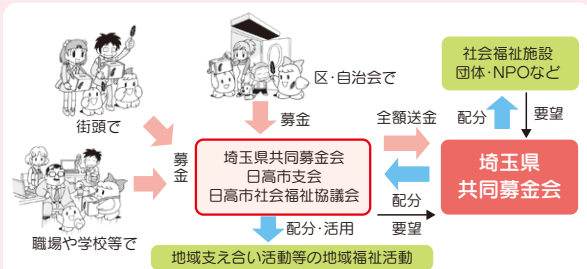 街頭で
区・自治会で
募金
募金
職場や学校等で
埼玉県共同募金会
日高市支会
日高市社会福祉協議会
全額送金
配分
要望
配分・活用
地域支え合い活動等の地域福祉活動
社会福祉施設
団体・NPOなど
配分
要望
埼玉県
共同募金会